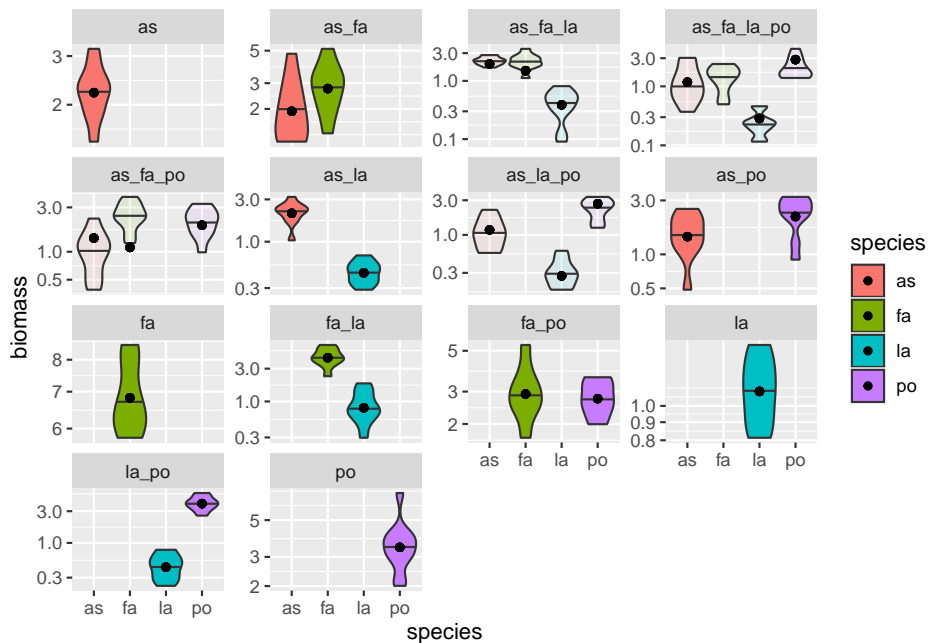 as
as_fa
as_fa_la
as_fa_la_po
3
2
5
3
2
3.0
1.0
0.3
0.1
3.0
1.0
0.3
0.1
as_fa_po
as_la
as_la_po
as_po
3.0
1.0
0.5
3.0
1.0
0.3
3.0
1.0
0.3
3.0
1.0
0.5
fa
fa_la
fa_po
la
8
7
6
3.0
1.0
0.3
5
3
2
1.0
0.9
0.8
as fa la po
as fa la po
la_po
po
3.0
1.0
0.3
5
3
2
as fa la po
as fa la po
species
biomass
species
as
fa
la
po